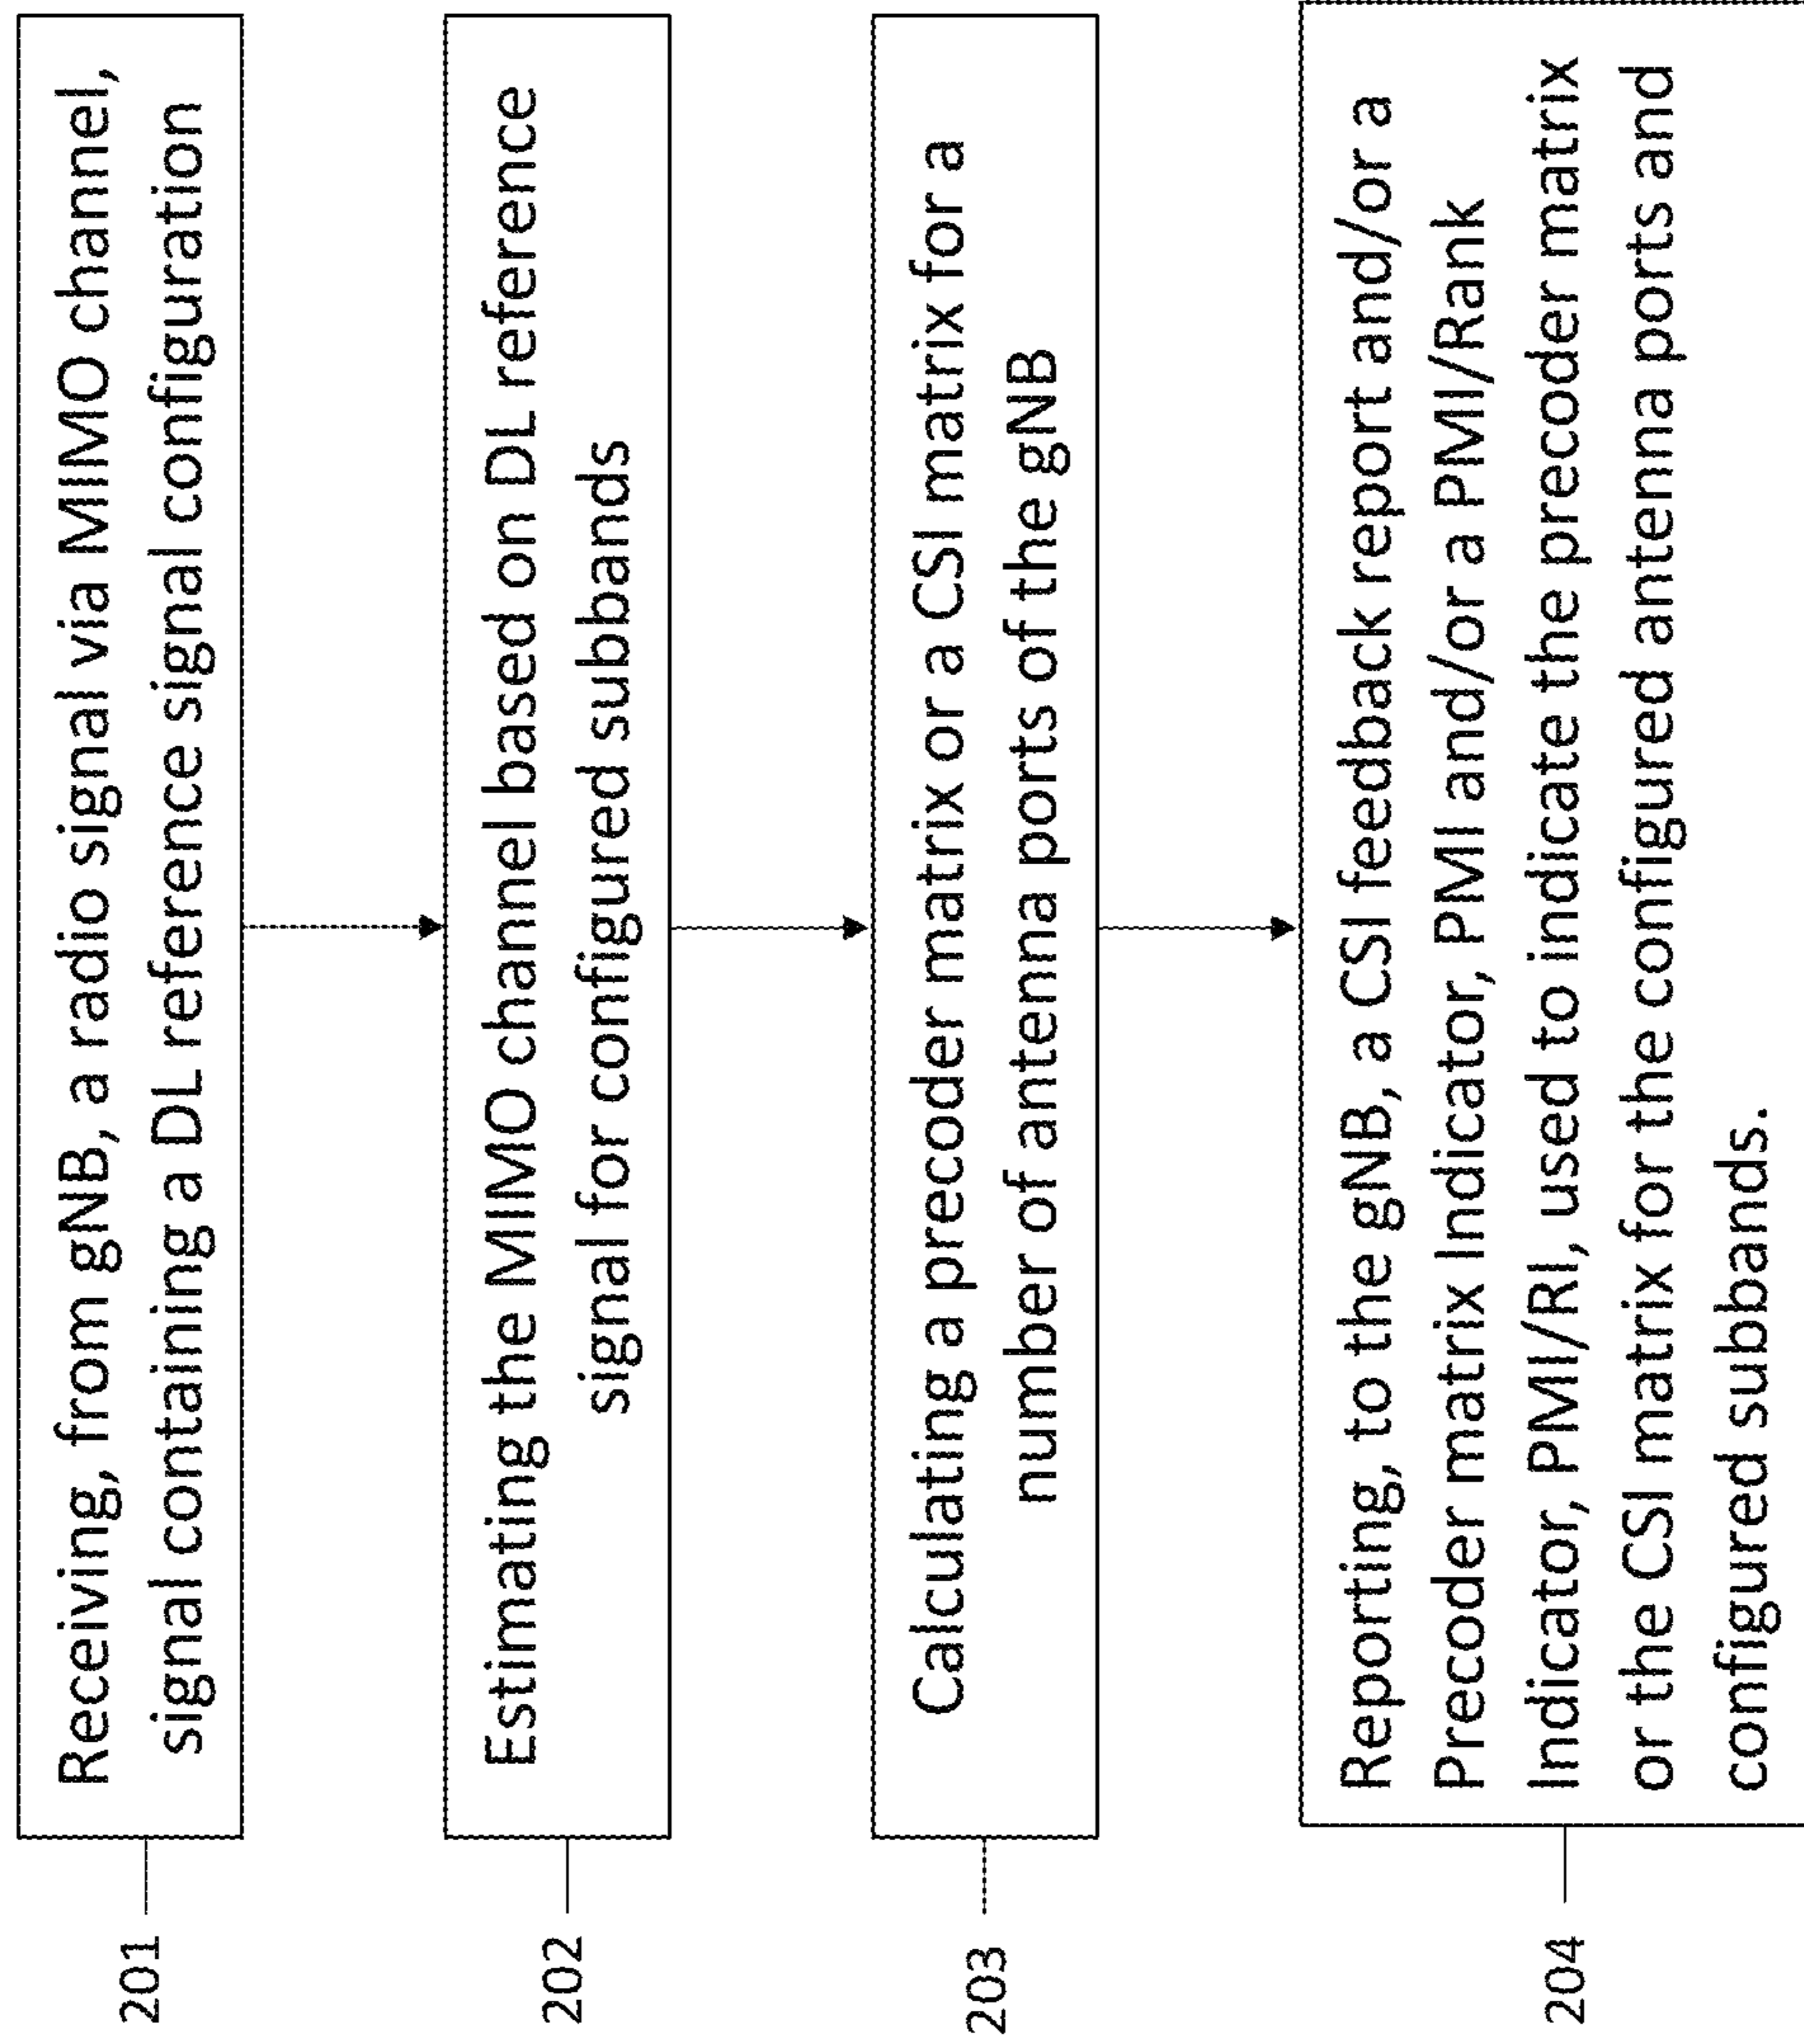 201
Receiving, from gNB, a radio signal via MIMO channel,
signal containing a DL reference signal configuration
202
Estimating the MIMO channel based on DL reference
signal for configured subbands
203
Calculating a precoder matrix or a CSI matrix for a
number of antenna ports of the gNB
204
Reporting, to the gNB, a CSI feedback report and/or a
Precoder matrix Indicator, PMI and/or a PMI/Rank
Indicator, PMI/RI, used to indicate the precoder matrix
or the CSI matrix for the configured antenna ports and
configured subbands.